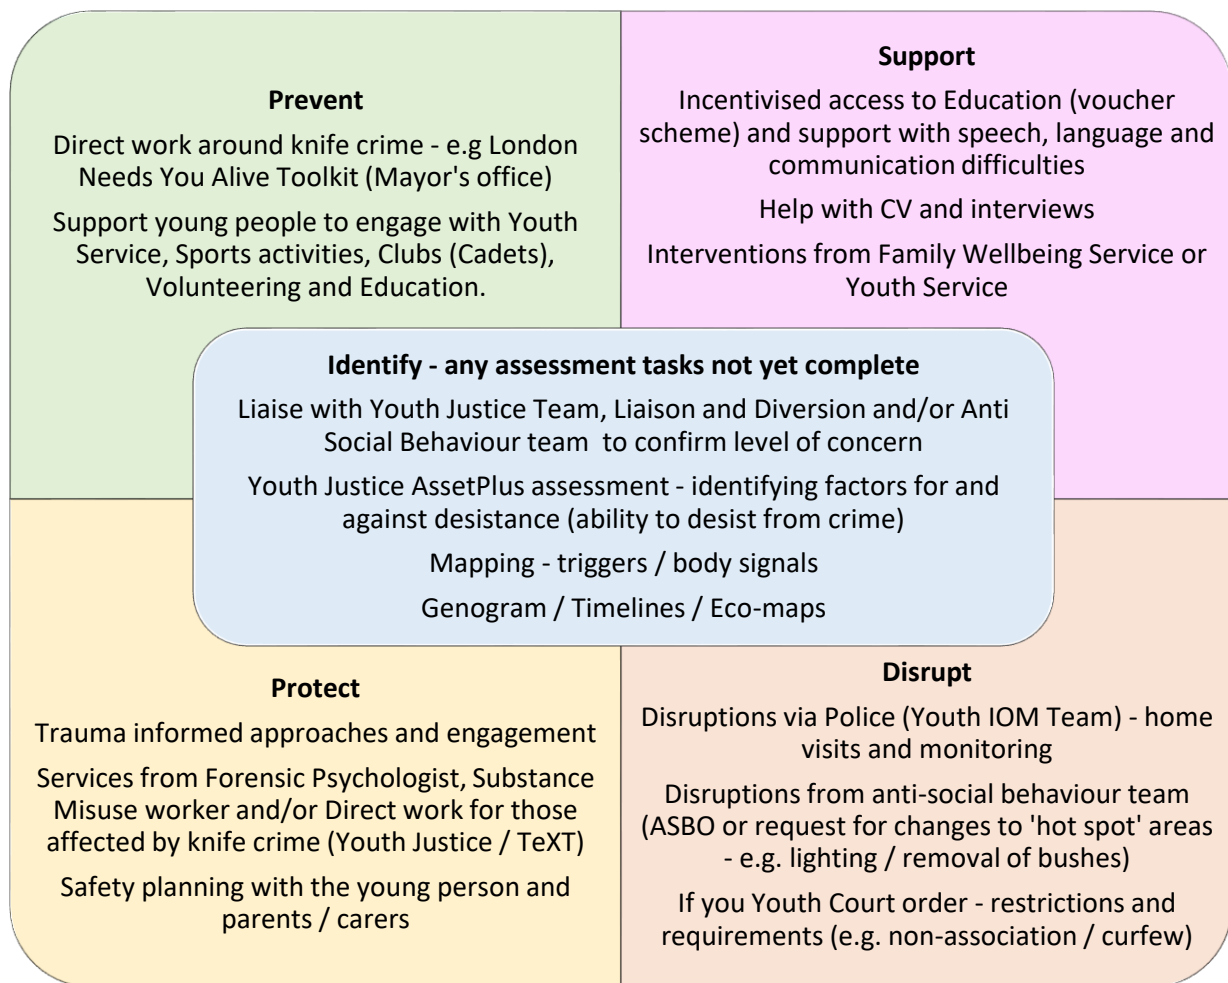 Prevent
Direct work around knife crime - e.g London
Needs You Alive Toolkit (Mayor's office)
Support young people to engage with Youth
Service, Sports activities, Clubs (Cadets),
Volunteering and Education.
Support
Incentivised access to Education (voucher
scheme) and support with speech, language and
communication difficulties
Help with CV and interviews
Interventions from Family Wellbeing Service or
Youth Service
Identify - any assessment tasks not yet complete
Liaise with Youth Justice Team, Liaison and Diversion and/or Anti
Social Behaviour team  to confirm level of concern
Youth Justice AssetPlus assessment - identifying factors for and
against desistance (ability to desist from crime)
Mapping - triggers / body signals
Genogram / Timelines / Eco-maps
Protect
Trauma informed approaches and engagement
Services from Forensic Psychologist, Substance
Misuse worker and/or Direct work for those
affected by knife crime (Youth Justice / TeXT)
Safety planning with the young person and
parents / carers
Disrupt
Disruptions via Police (Youth IOM Team) - home
visits and monitoring
Disruptions from anti-social behaviour team
(ASBO or request for changes to 'hot spot' areas
- e.g. lighting / removal of bushes)
If you Youth Court order - restrictions and
requirements (e.g. non-association / curfew)